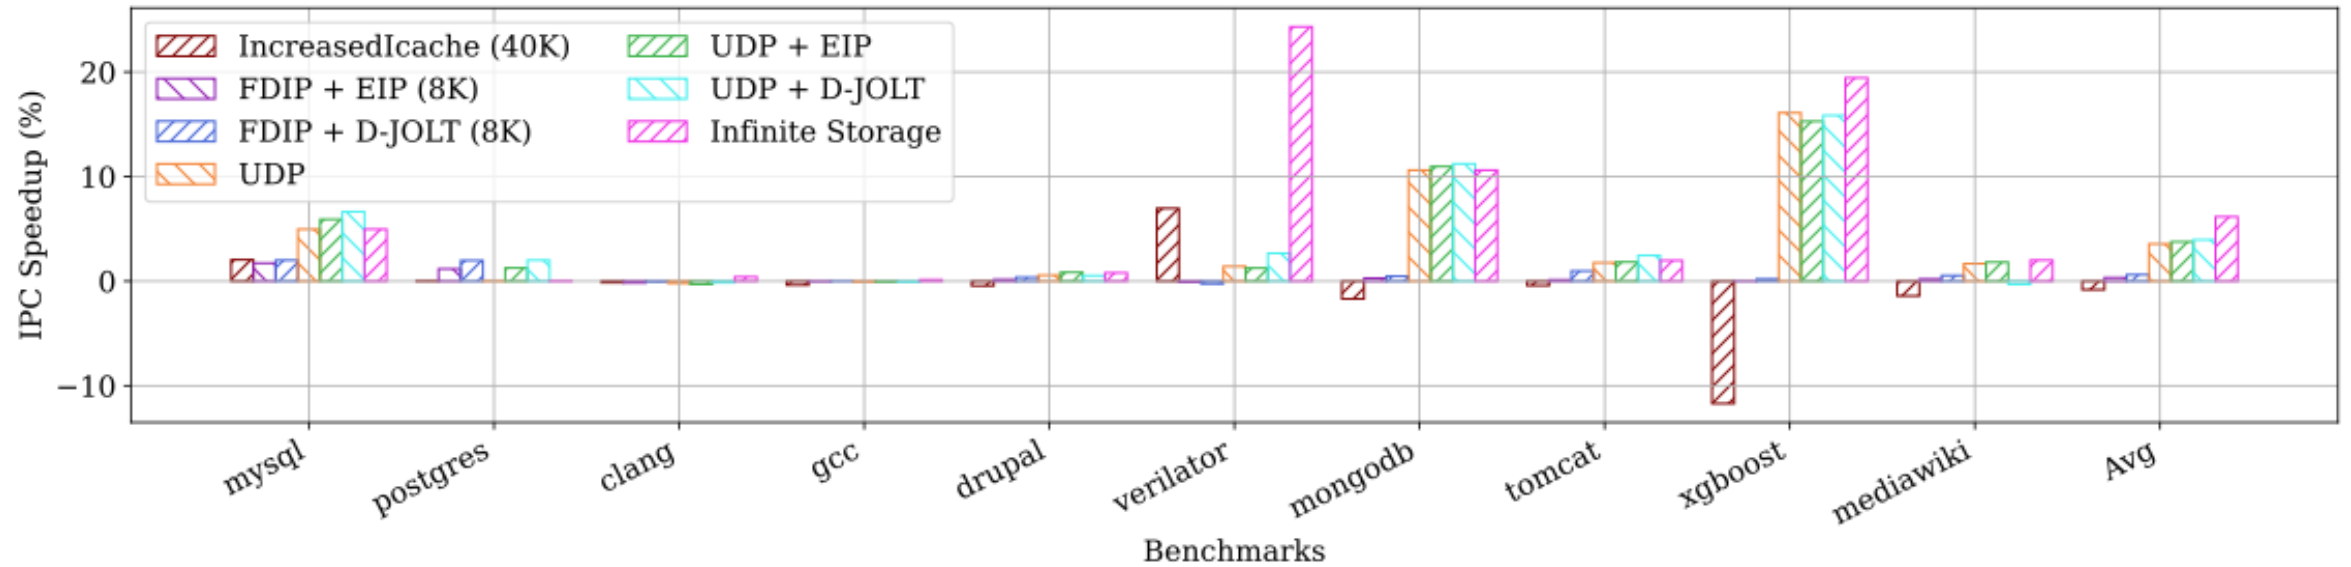 IncreasedIcache (40K)
FDIP + EIP (8K)
FDIP + D-JOLT (8K)
UDP
UDP + EIP
UDP + D-JOLT
Infinite Storage
IPC Speedup (%)
20
10
0
−10
mysql
postgres
clang
gcc
drupal
verilator
mongodb
tomcat
xgboost
mediawiki
Avg
Benchmarks